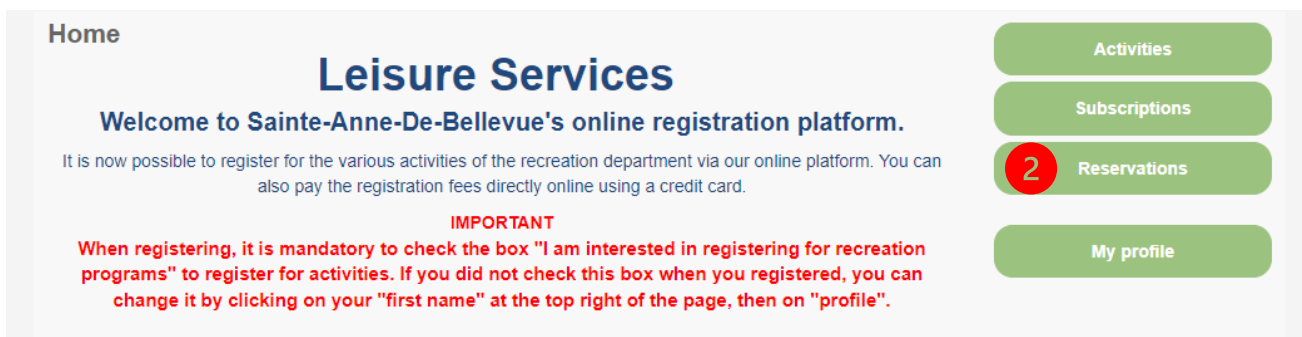 Home
Leisure Services
Welcome to Sainte-Anne-De-Bellevue's online registration platform.
It is now possible to register for the various activities of the recreation department via our online platform. You can
also pay the registration fees directly online using a credit card.
IMPORTANT
When registering, it is mandatory to check the box "I am interested in registering for recreation
programs" to register for activities. If you did not check this box when you registered, you can
change it by clicking on your "first name" at the top right of the page, then on "profile".
Activities
Subscriptions
2 Reservations
My profile